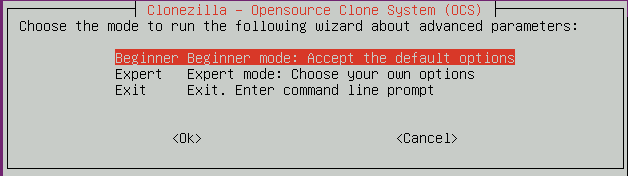 Clonezilla - Opensource Clone System (OCS)
Choose the mode to run the following wizard about advanced parameters:
Beginner Beginner mode: Accept the default options
Expert Expert mode: Choose your own options
Exit Exit. Enter command line prompt
<Ok> <Cancel>